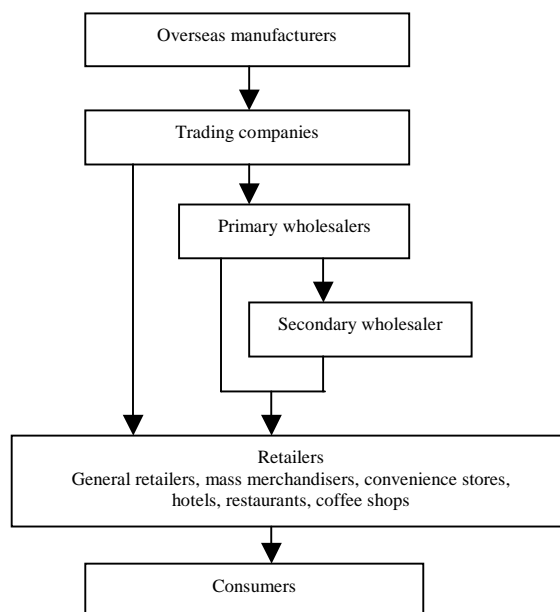 Overseas manufacturers
Trading companies
Primary wholesalers
Secondary wholesaler
Retailers
General retailers, mass merchandisers, convenience stores,
hotels, restaurants, coffee shops
Consumers